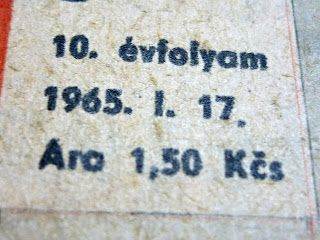 10. évfolyam
1965. I. 17.
Ára 1,50 Kčs